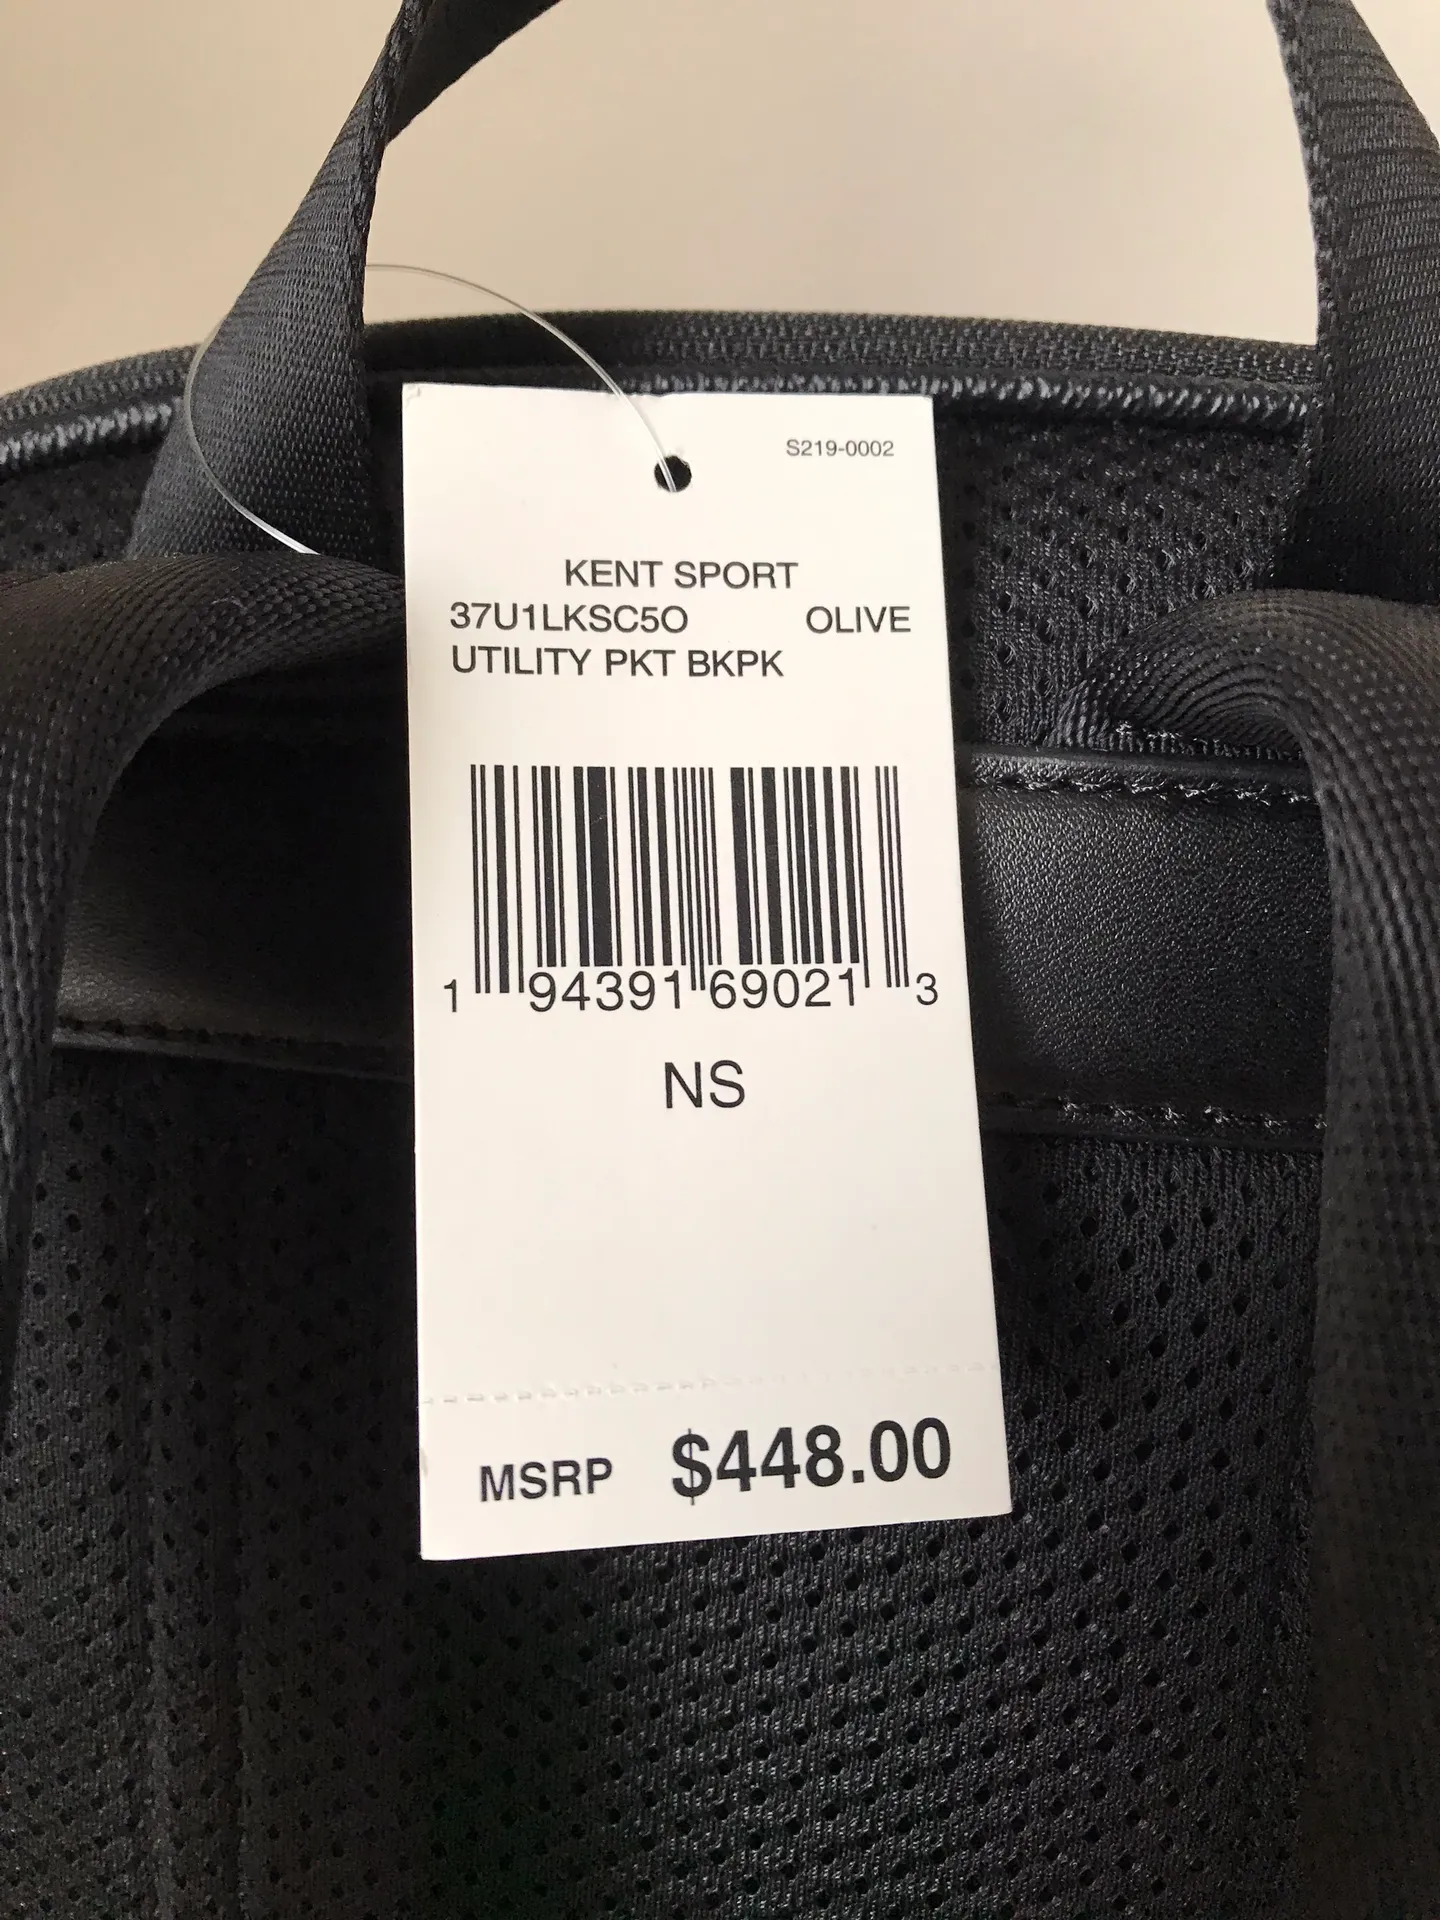 S219-0002
KENT SPORT
37U1LKSC5O OLIVE
UTILITY PKT BKPK
1 94391 69021 3
NS
MSRP $448.00